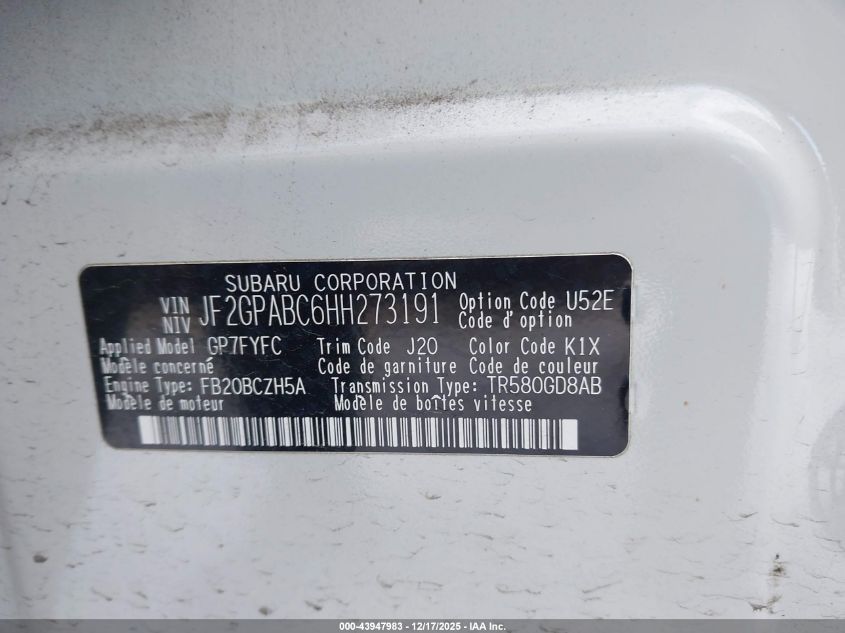 SUBARU CORPORATION
VIN JF2GPABC6HH273191 Option Code U52E
NIV Code d'option
Applied Model GP7FYFC Trim Code J20 Color Code K1X
Modèle concerné Code de garniture Code de couleur
Engine Type: FB20BCZH5A Transmission Type: TR580GD8AB
Modèle de moteur Modèle de boîtes vitesse
000-43947983 - 12/17/2025 - IAA Inc.